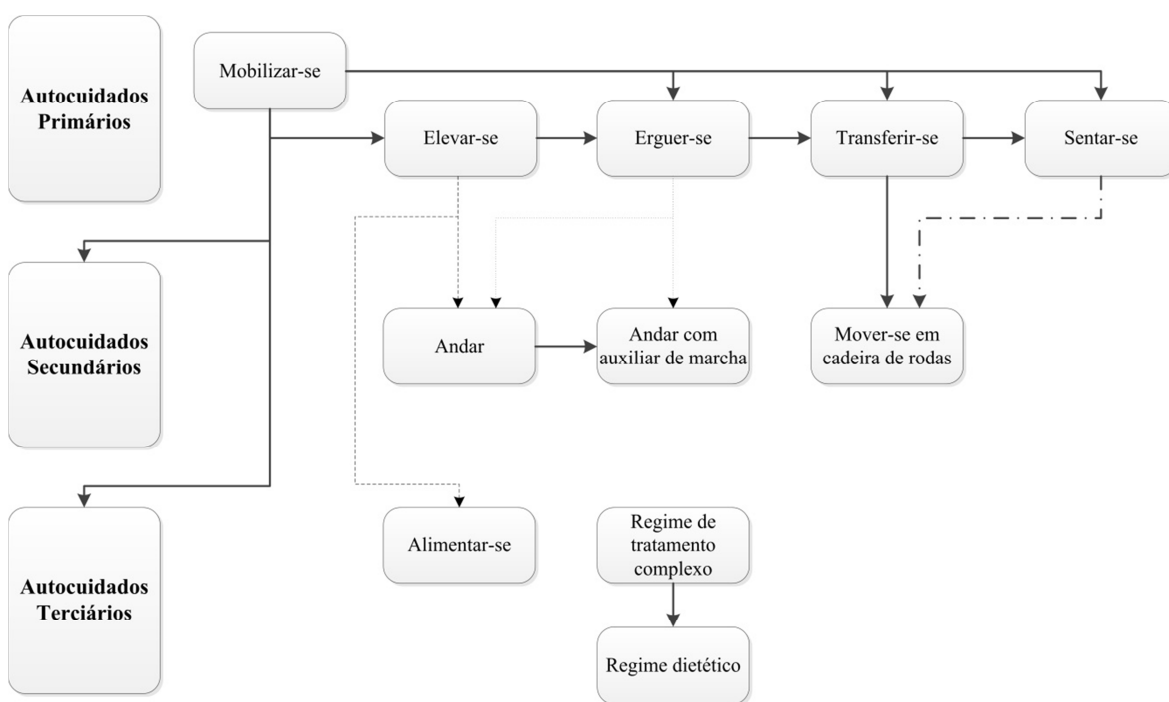 Autocuidados
Primários
Mobilizar-se
Elevar-se
Erguer-se
Transferir-se
Sentar-se
Autocuidados
Secundários
Andar
Andar com
auxiliar de marcha
Mover-se em
cadeira de rodas
Autocuidados
Terciários
Alimentar-se
Regime de
tratamento
complexo
Regime dietético